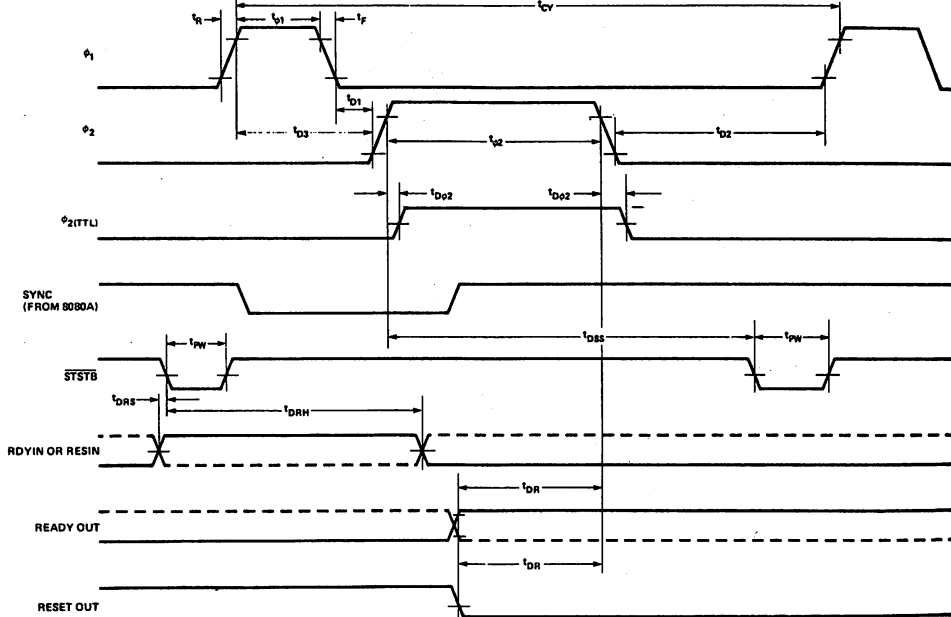 tCY
tR
tφ1
tF
φ1
tD1
φ2
tD3
tD2
tφ2
tDφ2
tDφ2
φ2(TTL)
SYNC
(FROM 8080A)
tDSS
tPW
tPW
STSTB
tDRS
tDRH
RDYIN OR RESIN
tDR
READY OUT
tDR
RESET OUT